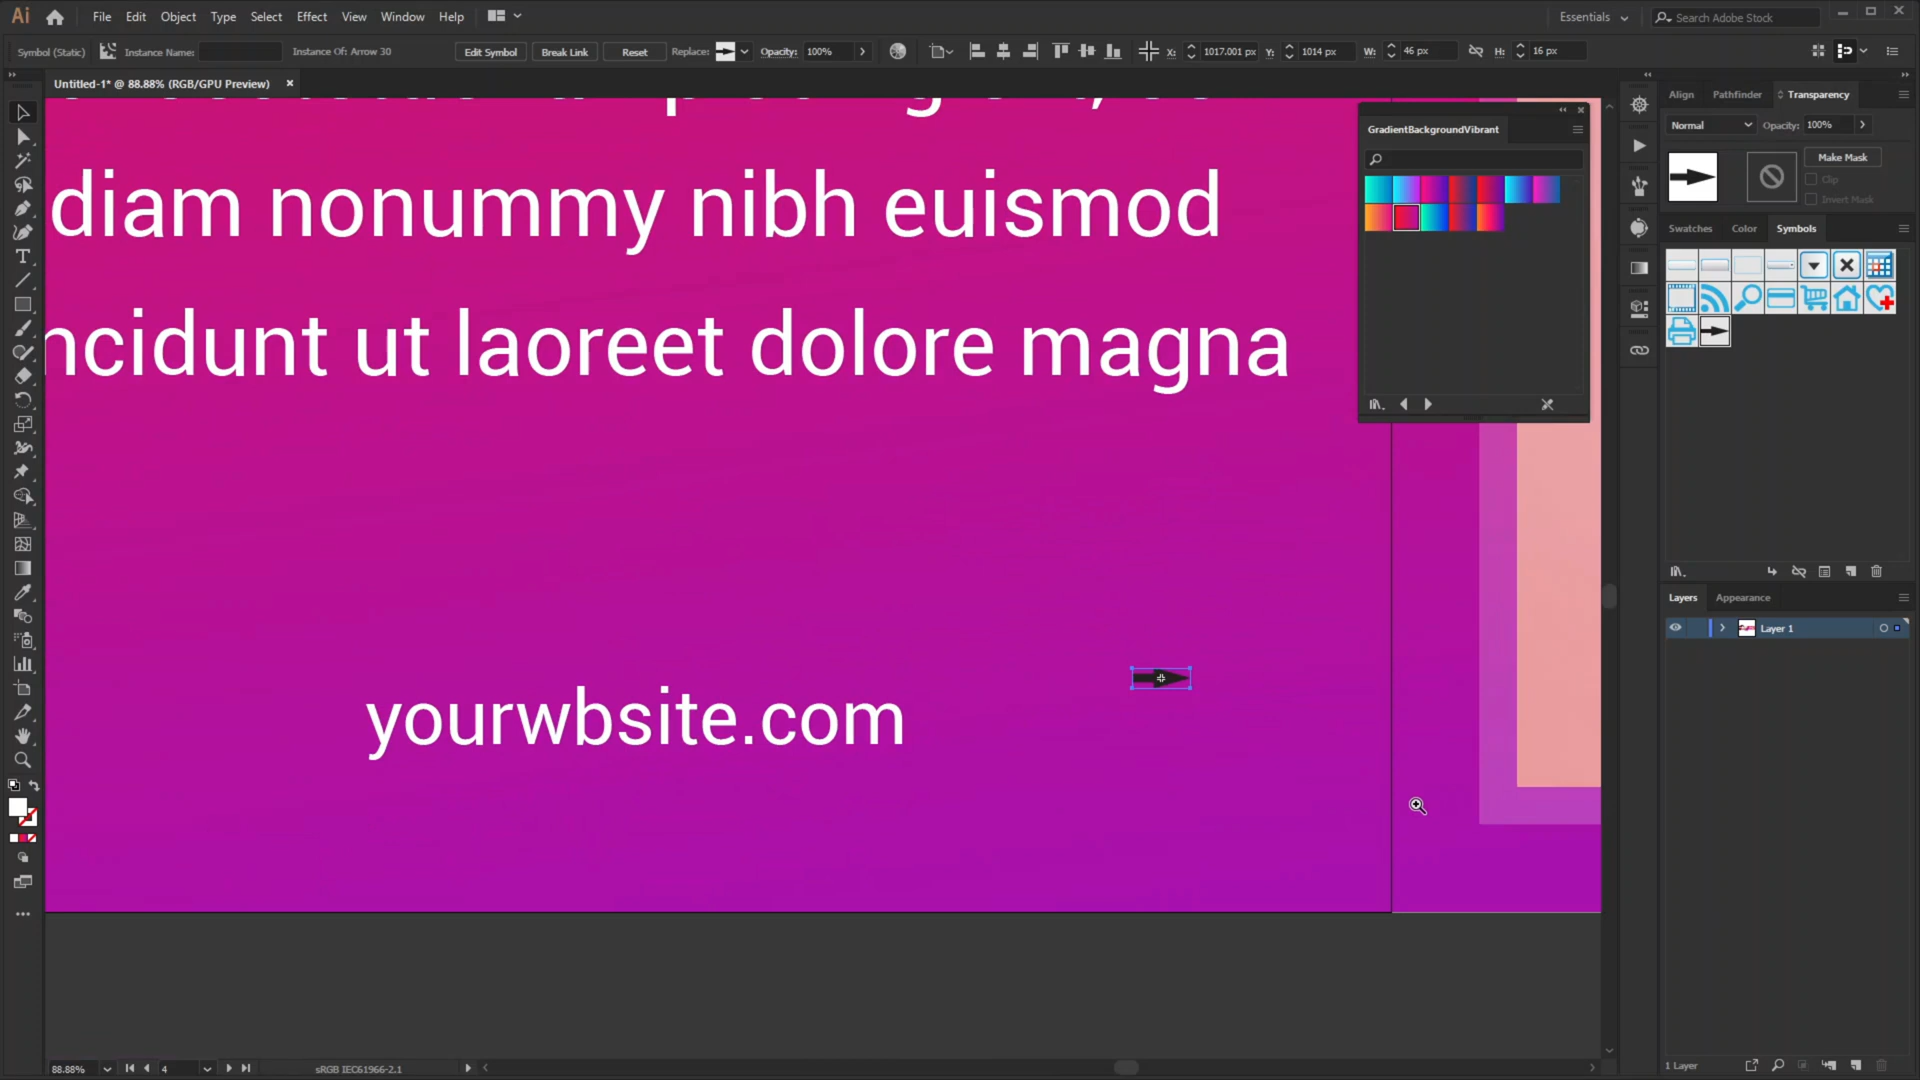 Ai File Edit Object Type Select Effect View Window Help Essentials Search Adobe Stock
Symbol (Static) Instance Name: Instance Of: Arrow 30 Edit Symbol Break Link Reset Replace: Opacity: 100% X: 1017.001 px Y: 1014 px W: 46 px H: 16 px
Untitled-1* @ 88.88% (RGB/GPU Preview)
Align Pathfinder Transparency
GradientBackgroundVibrant
Normal Opacity: 100%
Make Mask
Clip
Invert Mask
diam nonummy nibh euismod
Swatches Color Symbols
ncidunt ut laoreet dolore magna
Layers Appearance
Layer 1
yourwbsite.com
88.88% 4 sRGB IEC61966-2.1 1 Layer